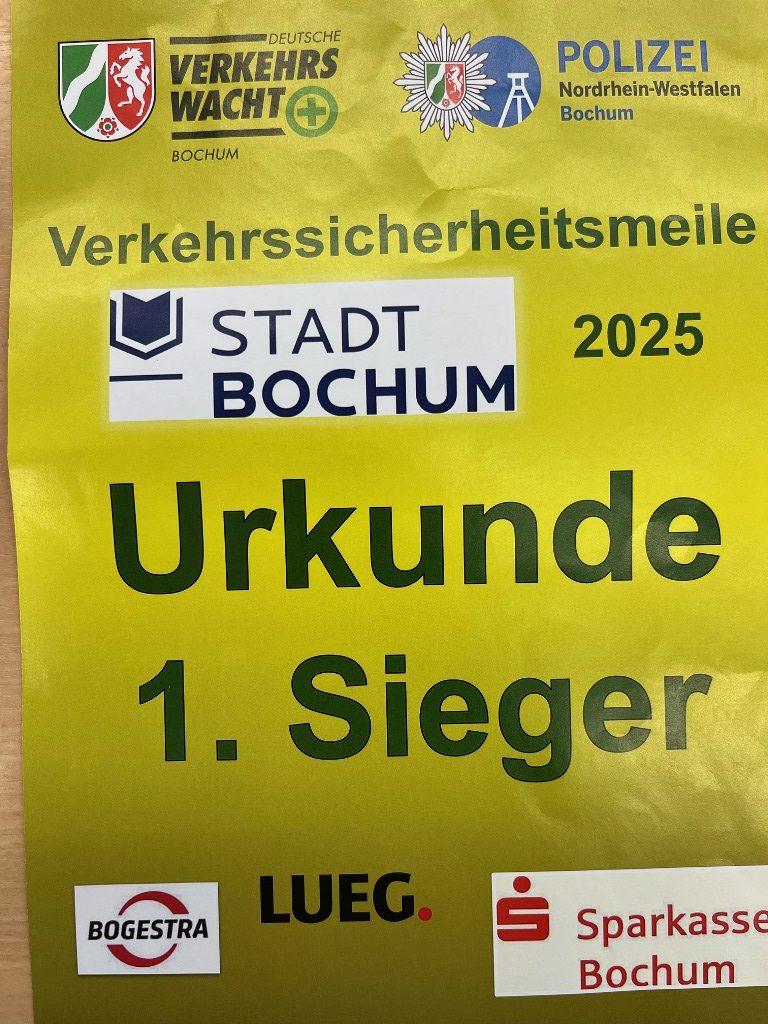 DEUTSCHE
VERKEHRS
WACHT
BOCHUM
POLIZEI
Nordrhein-Westfalen
Bochum
Verkehrssicherheitsmeile
STADT
BOCHUM
2025
Urkunde
1. Sieger
BOGESTRA
LUEG.
Sparkasse
Bochum